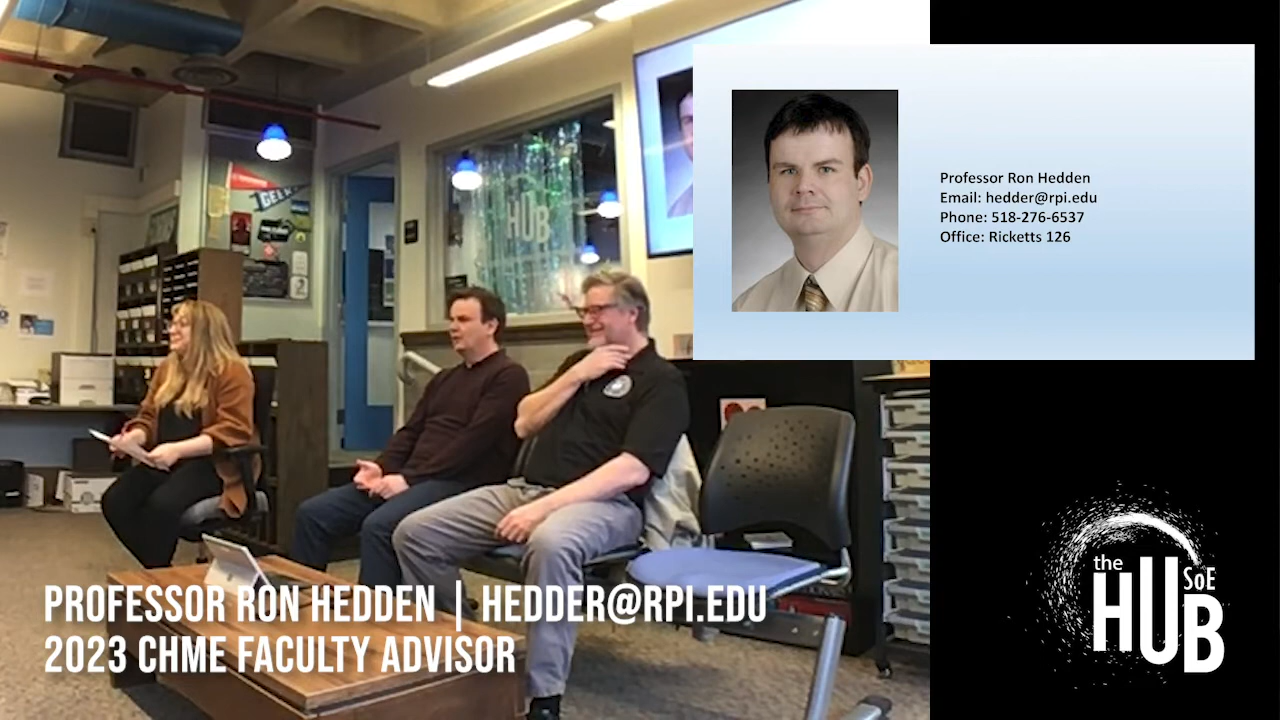 Professor Ron Hedden
Email: hedder@rpi.edu
Phone: 518-276-6537
Office: Ricketts 126
HUB
PROFESSOR RON HEDDEN | HEDDER@RPI.EDU
2023 CHME FACULTY ADVISOR
the
HUB
SoE